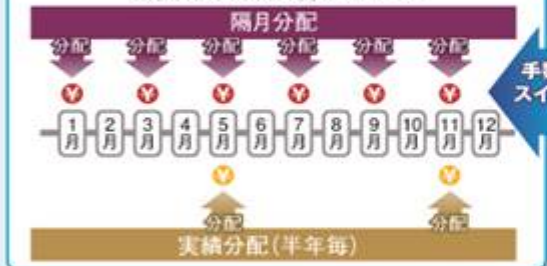 隔月分配
分配 分配 分配 分配 分配 分配
¥ ¥ ¥ ¥ ¥ ¥
1月 2月 3月 4月 5月 6月 7月 8月 9月 10月 11月 12月
¥ ¥
分配 分配
実績分配(半年毎)